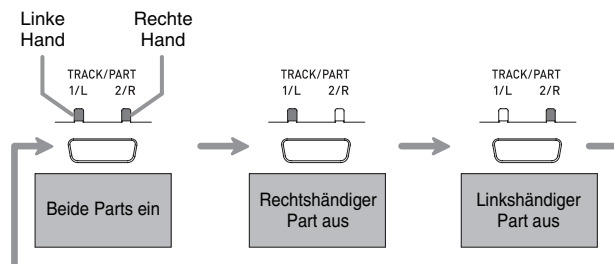 Linke
Hand
Rechte
Hand
TRACK/PART
1/L 2/R
TRACK/PART
1/L 2/R
TRACK/PART
1/L 2/R
Beide Parts ein
Rechtshändiger
Part aus
Linkshändiger
Part aus